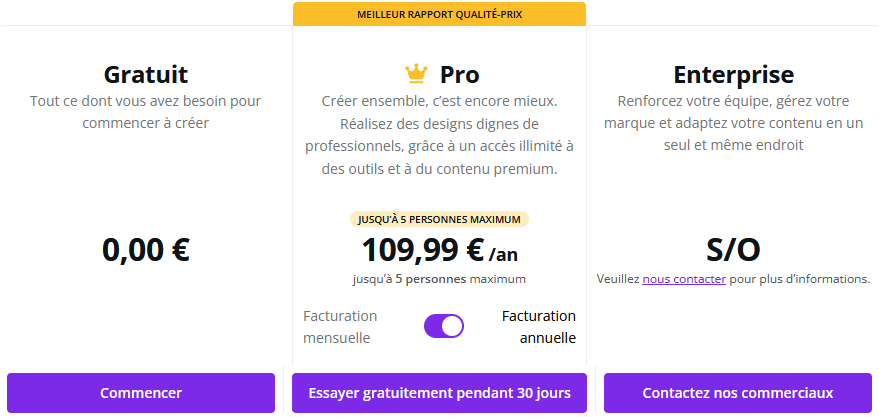 MEILLEUR RAPPORT QUALITÉ-PRIX
Gratuit
Tout ce dont vous avez besoin pour
commencer à créer
0,00 €
Commencer
Pro
Créer ensemble, c’est encore mieux.
Réalisez des designs dignes de
professionnels, grâce à un accès illimité à
des outils et à du contenu premium.
JUSQU’À 5 PERSONNES MAXIMUM
109,99 € /an
jusqu’à 5 personnes maximum
Facturation
mensuelle
Facturation
annuelle
Essayer gratuitement pendant 30 jours
Enterprise
Renforcez votre équipe, gérez votre
marque et adaptez votre contenu en un
seul et même endroit
S/O
Veuillez nous contacter pour plus d’informations.
Contactez nos commerciaux